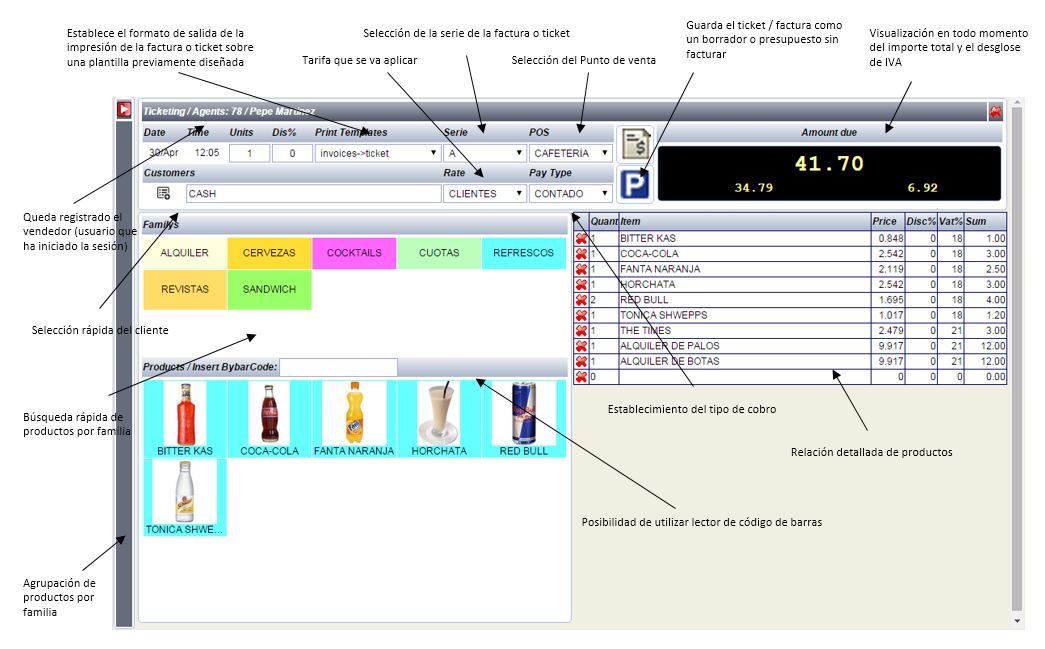 Establece el formato de salida de la
impresión de la factura o ticket sobre
una plantilla previamente diseñada
Selección de la serie de la factura o ticket
Tarifa que se va aplicar
Selección del Punto de venta
Guarda el ticket / factura como
un borrador o presupuesto sin
facturar
Visualización en todo momento
del importe total y el desglose
de IVA
Ticketing / Agents: 78 / Pepe Martinez
Date Time Units Dis% Print Templates Serie POS
30/Apr 12:05 1 0 invoices->ticket A CAFETERÍA
Customers Rate Pay Type
CASH CLIENTES CONTADO
Amount due
41.70
34.79 6.92
Queda registrado el
vendedor (usuario que
ha iniciado la sesión)
Familys
ALQUILER CERVEZAS COCKTAILS CUOTAS REFRESCOS
REVISTAS SANDWICH
Selección rápida del cliente
Products / Insert BybarCode:
BITTER KAS COCA-COLA FANTA NARANJA HORCHATA RED BULL
TONICA SHWE...
Búsqueda rápida de
productos por familia
Agrupación de
productos por
familia
Quant Item Price Disc% Vat% Sum
1 BITTER KAS 0.848 0 18 1.00
1 COCA-COLA 2.542 0 18 3.00
1 FANTA NARANJA 2.119 0 18 2.50
1 HORCHATA 2.542 0 18 3.00
2 RED BULL 1.695 0 18 4.00
1 TONICA SHWEPPS 1.017 0 18 1.20
1 THE TIMES 2.479 0 21 3.00
1 ALQUILER DE PALOS 9.917 0 21 12.00
1 ALQUILER DE BOTAS 9.917 0 21 12.00
0 0 0 0 0.00
Establecimiento del tipo de cobro
Relación detallada de productos
Posibilidad de utilizar lector de código de barras